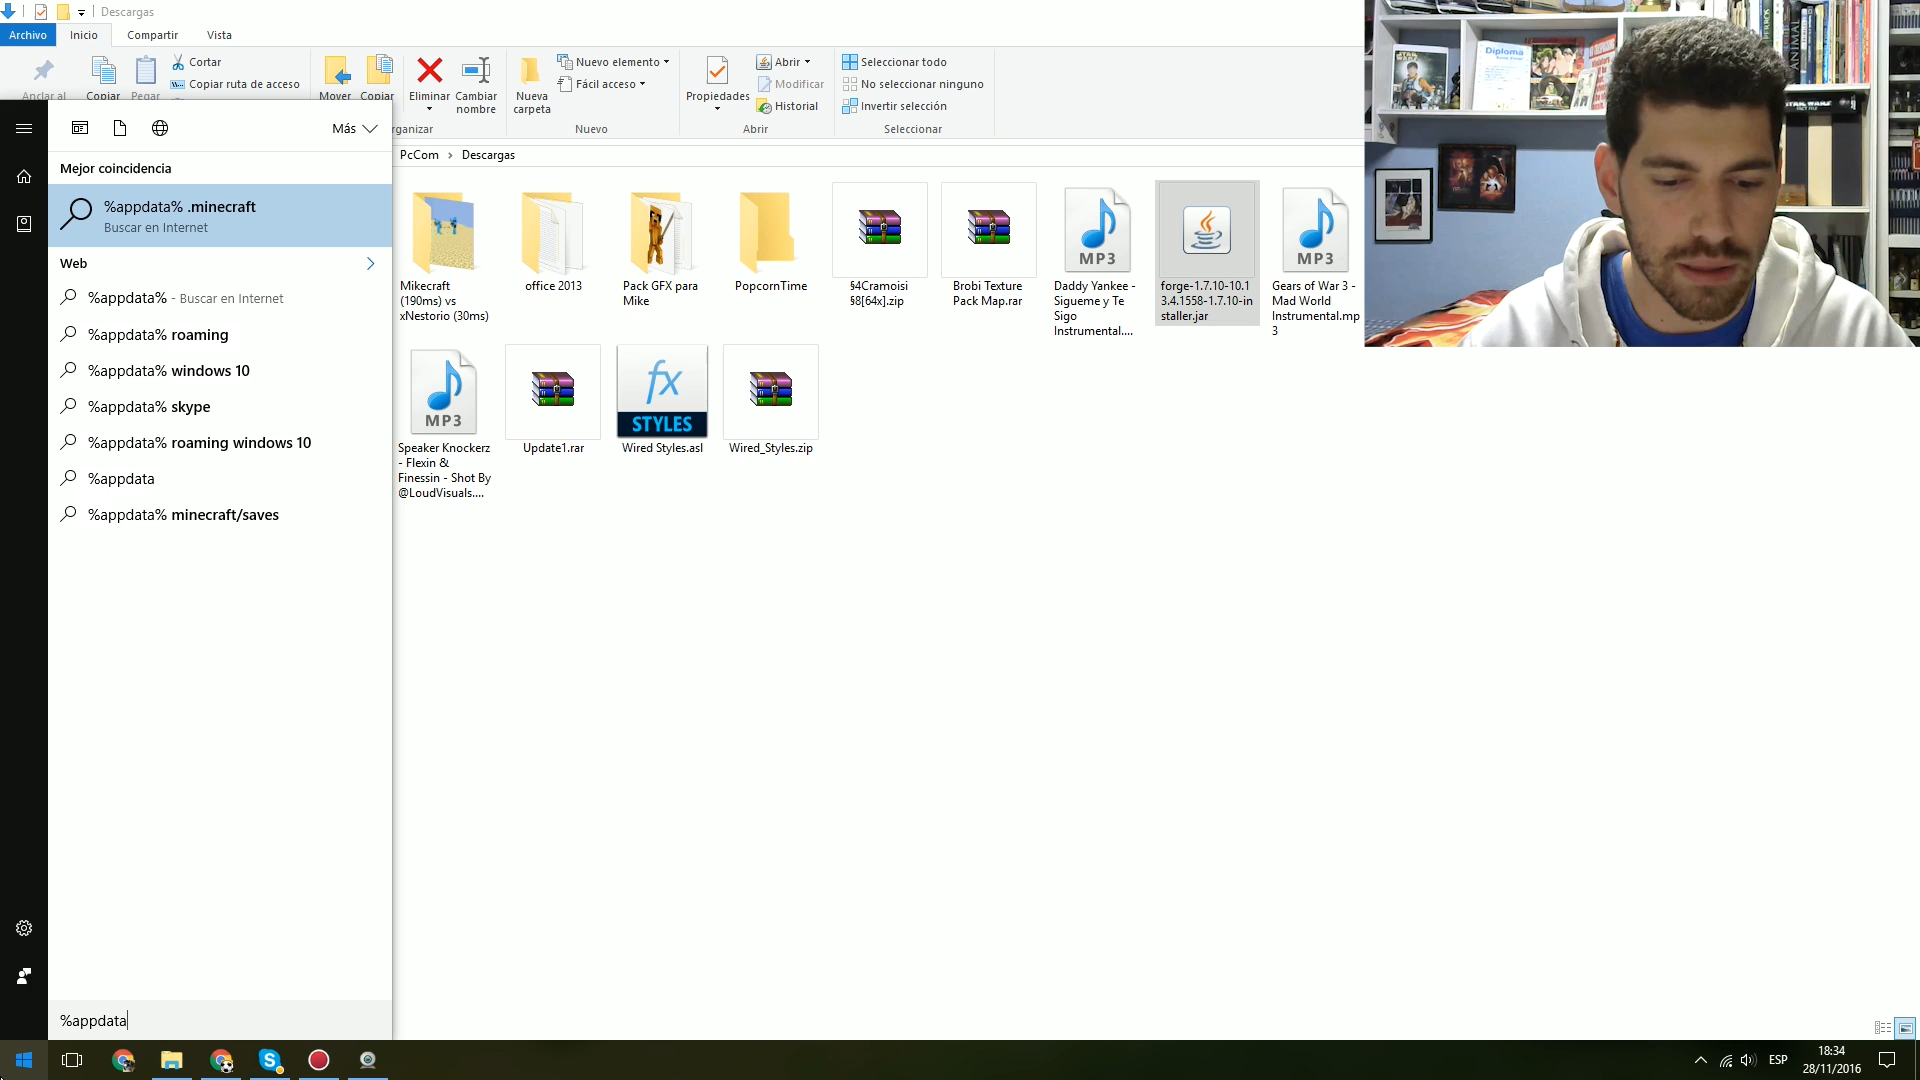 Descargas
Archivo
Inicio
Compartir
Vista
Copiar
Pegar
Cortar
Copiar ruta de acceso
Mover
Copiar
Eliminar
Cambiar
nombre
Nueva
carpeta
Nuevo elemento
Fácil acceso
Propiedades
Abrir
Modificar
Historial
Seleccionar todo
No seleccionar ninguno
Invertir selección
Nuevo
Abrir
Seleccionar
PcCom > Descargas
Más
Mejor coincidencia
%appdata% .minecraft
Buscar en Internet
Web
%appdata% - Buscar en Internet
%appdata% roaming
%appdata% windows 10
%appdata% skype
%appdata% roaming windows 10
%appdata
%appdata% minecraft/saves
%appdata
Mikecraft
(190ms) vs
xNestorio (30ms)
office 2013
Pack GFX para
Mike
PopcornTime
§4Cramoisi
§8[64x].zip
Brobi Texture
Pack Map.rar
MP3
Daddy Yankee -
Sigueme y Te
Sigo
Instrumental....
forge-1.7.10-10.1
3.4.1558-1.7.10-in
staller.jar
MP3
Gears of War 3 -
Mad World
Instrumental.mp
3
MP3
Speaker Knockerz
- Flexin &
Finessin - Shot By
@LoudVisuals....
Update1.rar
fx
STYLES
Wired Styles.asl
Wired_Styles.zip
Diploma
STAR WARS
ANIMAL
ESP
18:34
28/11/2016